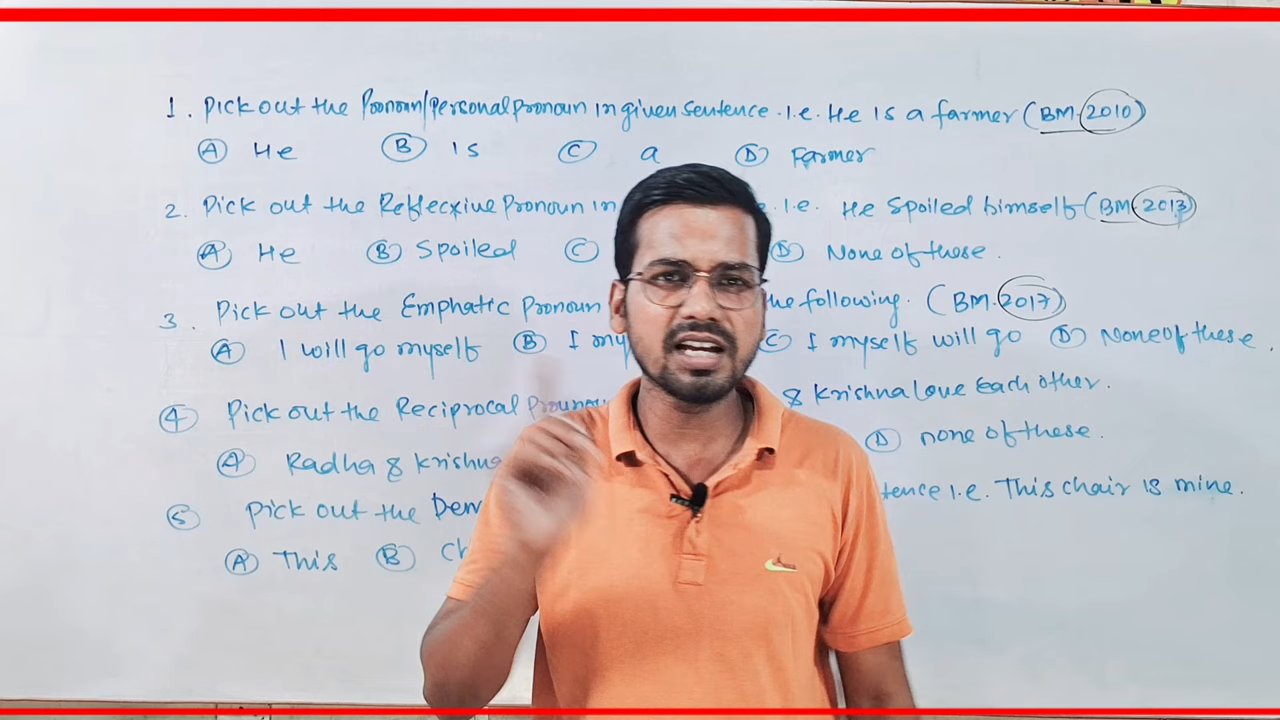 1. Pick out the Pronoun/personal pronoun in given sentence. i.e. He is a farmer (BM. 2010)
A He B is C a D Farmer
2. Pick out the Reflecxive Pronoun in i.e. He Spoiled himself (BM 2013)
A He B Spoiled C D None of these.
3. Pick out the Emphatic Pronoun the following. (BM. 2017)
A I will go myself B I C I myself will go D None of these.
4 Pick out the Reciprocal & Krishna love Each other.
A Radha & Krishna D none of these.
5 Pick out the i.e. This chair is mine.
A This B